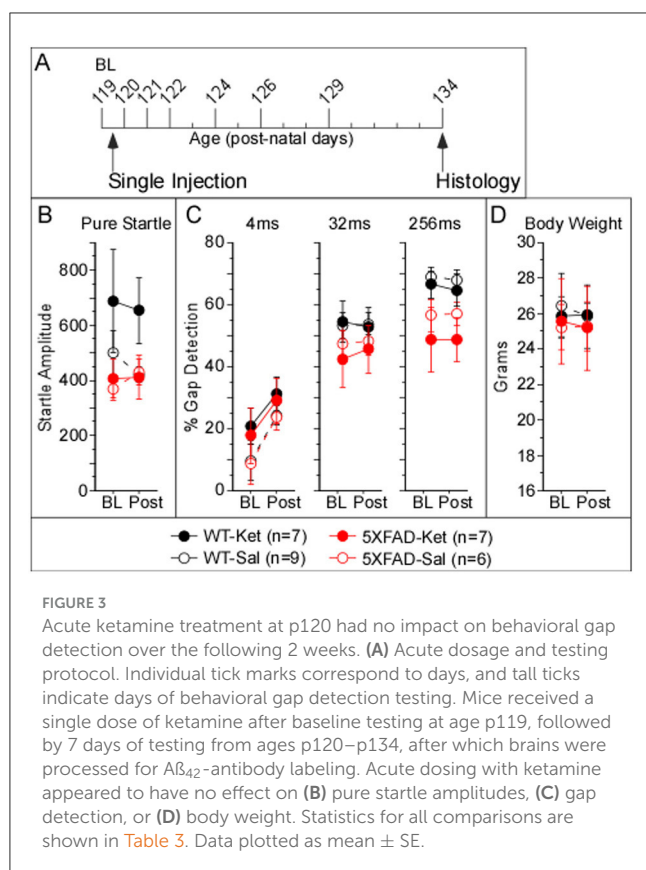 A
BL
119 120 121 122 124 126 129 134
Age (post-natal days)
Single Injection Histology
B Pure Startle C 4ms 32ms 256ms D Body Weight
Startle Amplitude
800
600
400
200
0
BL Post
% Gap Detection
80
60
40
20
0
BL Post BL Post BL Post
Grams
30
28
26
24
22
20
18
16
BL Post
WT-Ket (n=7) 5XFAD-Ket (n=7)
WT-Sal (n=9) 5XFAD-Sal (n=6)
FIGURE 3
Acute ketamine treatment at p120 had no impact on behavioral gap
detection over the following 2 weeks. (A) Acute dosage and testing
protocol. Individual tick marks correspond to days, and tall ticks
indicate days of behavioral gap detection testing. Mice received a
single dose of ketamine after baseline testing at age p119, followed
by 7 days of testing from ages p120–p134, after which brains were
processed for Aß₄₂-antibody labeling. Acute dosing with ketamine
appeared to have no effect on (B) pure startle amplitudes, (C) gap
detection, or (D) body weight. Statistics for all comparisons are
shown in Table 3. Data plotted as mean ± SE.